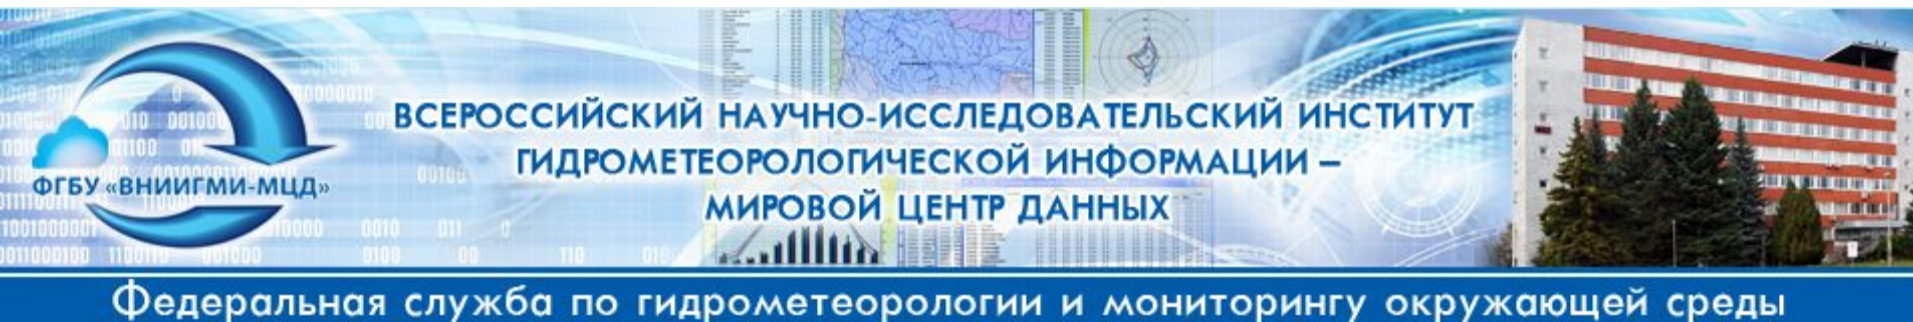 ВСЕРОССИЙСКИЙ НАУЧНО-ИССЛЕДОВАТЕЛЬСКИЙ ИНСТИТУТ
ГИДРОМЕТЕОРОЛОГИЧЕСКОЙ ИНФОРМАЦИИ –
МИРОВОЙ ЦЕНТР ДАННЫХ
ФГБУ «ВНИИГМИ-МЦД»
Федеральная служба по гидрометеорологии и мониторингу окружающей среды